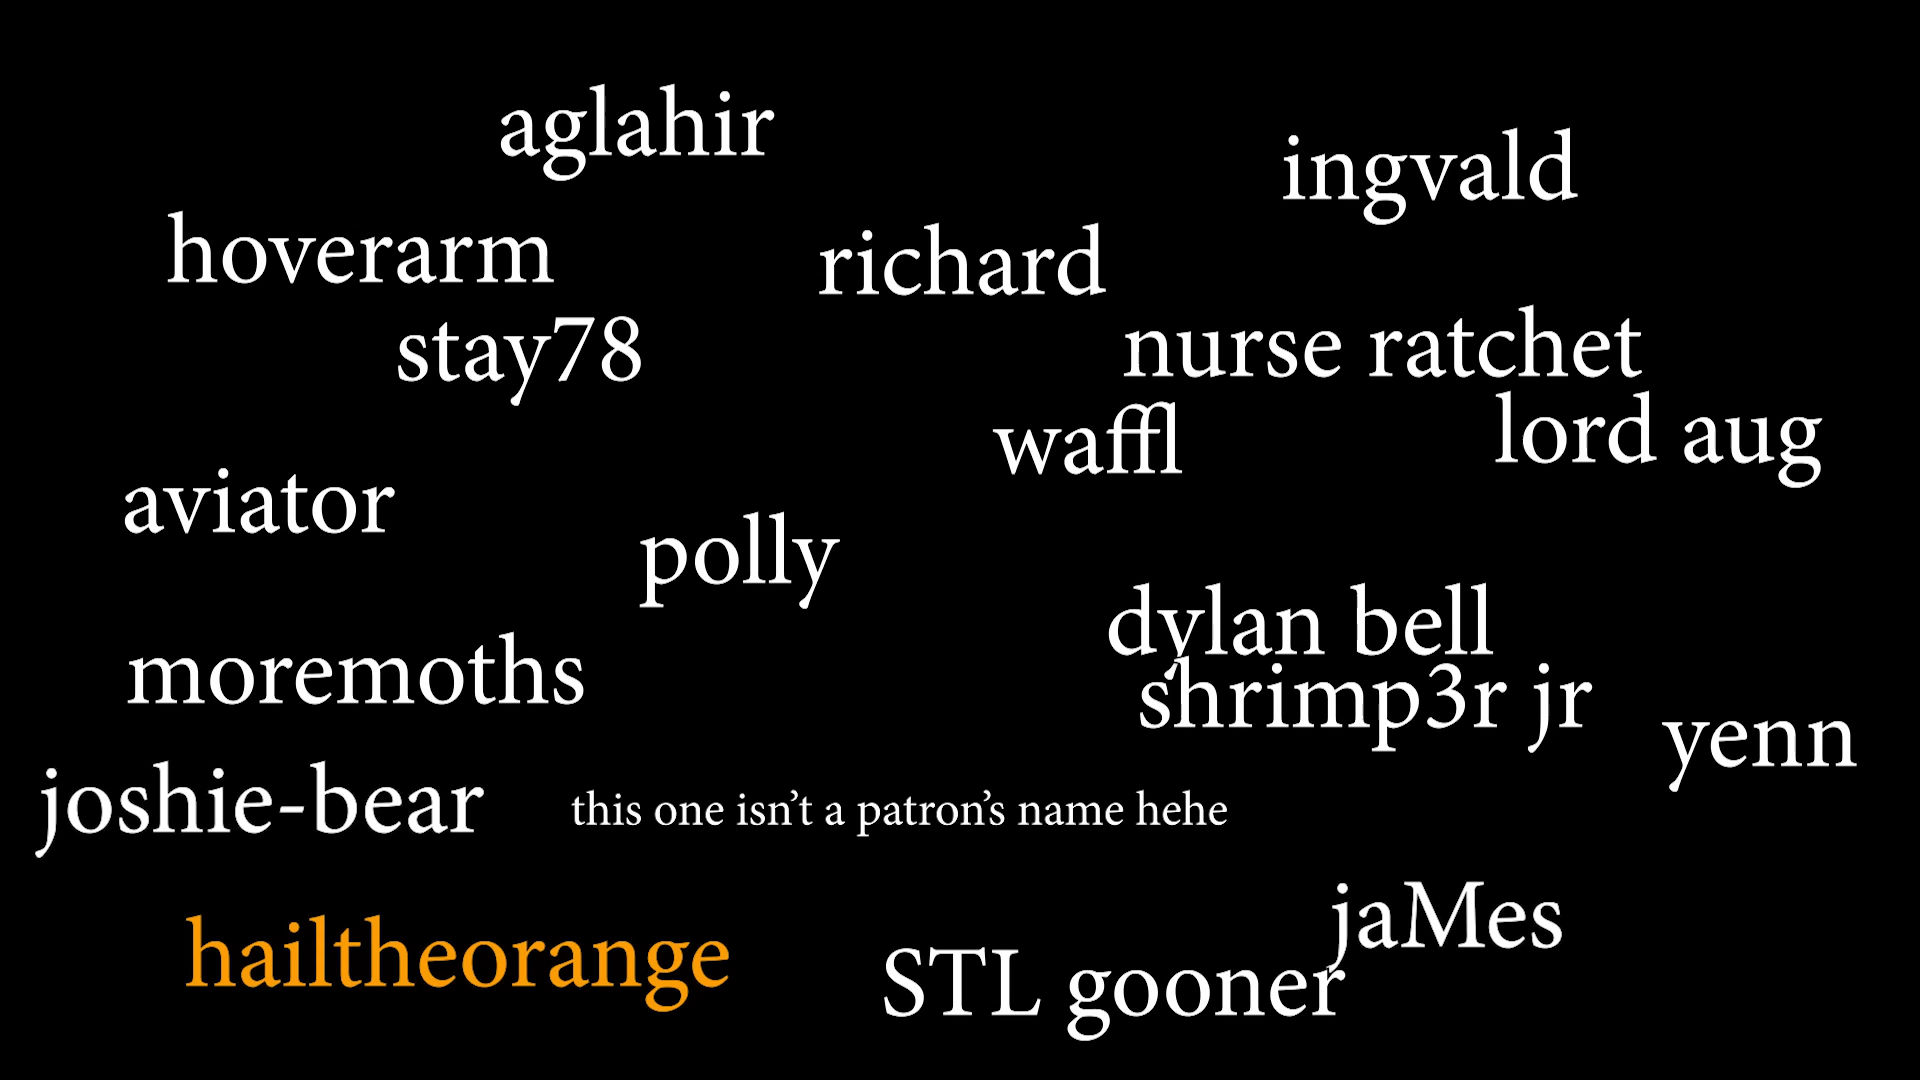 aglahir
ingvald
hoverarm
richard
stay78
nurse ratchet
waffl
lord aug
aviator
polly
dylan bell
moremoths
shrimp3r jr
yenn
joshie-bear
this one isn’t a patron’s name hehe
jaMes
hailtheorange
STL gooner